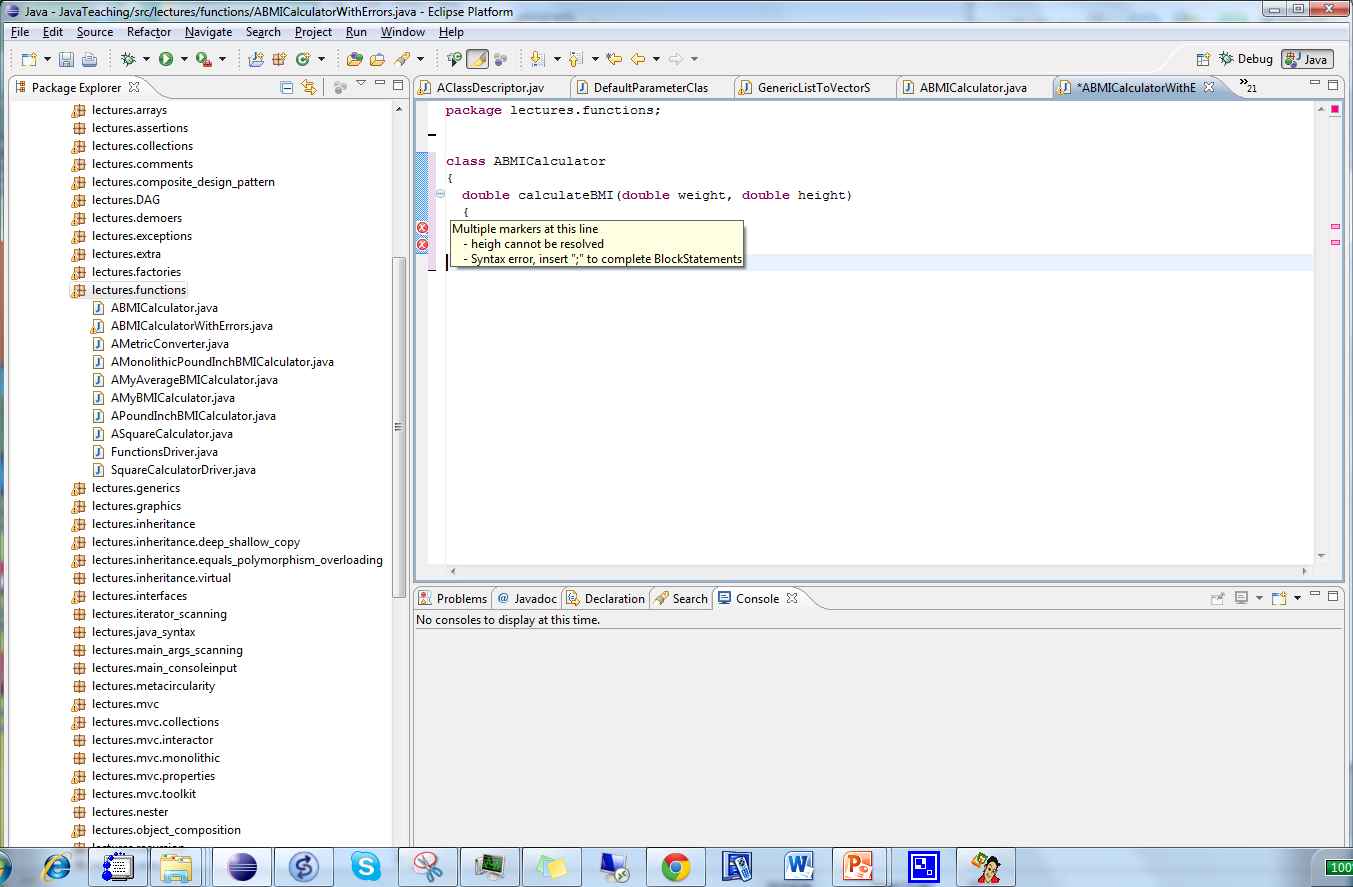 Java - JavaTeaching/src/lectures/functions/ABMICalculatorWithErrors.java - Eclipse Platform
File Edit Source Refactor Navigate Search Project Run Window Help
Debug Java
Package Explorer
AClassDescriptor.jav DefaultParameterClas GenericListToVectorS ABMICalculator.java *ABMICalculatorWithE »21
lectures.arrays
lectures.assertions
lectures.collections
lectures.comments
lectures.composite_design_pattern
lectures.DAG
lectures.demoers
lectures.exceptions
lectures.extra
lectures.factories
lectures.functions
ABMICalculator.java
ABMICalculatorWithErrors.java
AMetricConverter.java
AMonolithicPoundInchBMICalculator.java
AMyAverageBMICalculator.java
AMyBMICalculator.java
APoundInchBMICalculator.java
ASquareCalculator.java
FunctionsDriver.java
SquareCalculatorDriver.java
lectures.generics
lectures.graphics
lectures.inheritance
lectures.inheritance.deep_shallow_copy
lectures.inheritance.equals_polymorphism_overloading
lectures.inheritance.virtual
lectures.interfaces
lectures.iterator_scanning
lectures.java_syntax
lectures.main_args_scanning
lectures.main_consoleinput
lectures.metacircularity
lectures.mvc
lectures.mvc.collections
lectures.mvc.interactor
lectures.mvc.monolithic
lectures.mvc.properties
lectures.mvc.toolkit
lectures.nester
lectures.object_composition
package lectures.functions;
class ABMICalculator
{
double calculateBMI(double weight, double height)
{
Multiple markers at this line
- heigh cannot be resolved
- Syntax error, insert ";" to complete BlockStatements
Problems @ Javadoc Declaration Search Console
No consoles to display at this time.
100